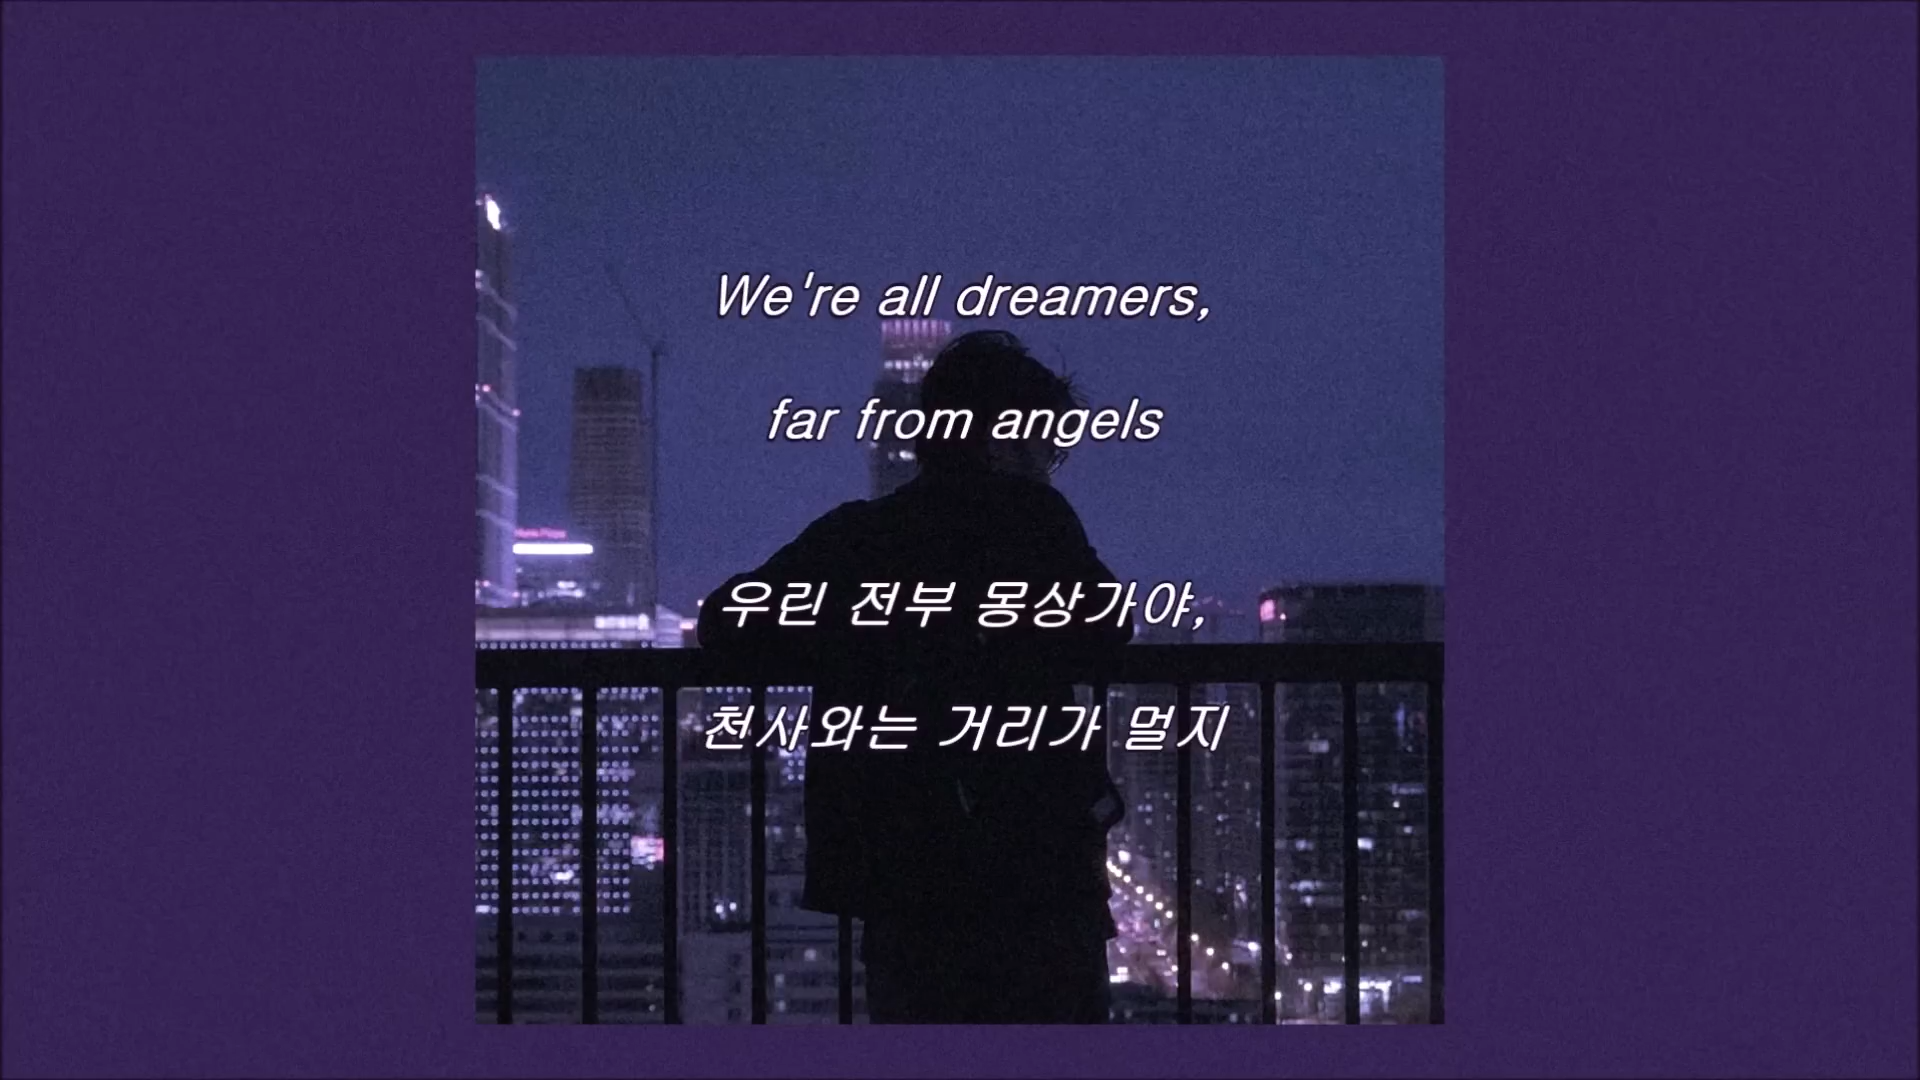 We're all dreamers,
far from angels
우린 전부 몽상가야,
천사와는 거리가 멀지